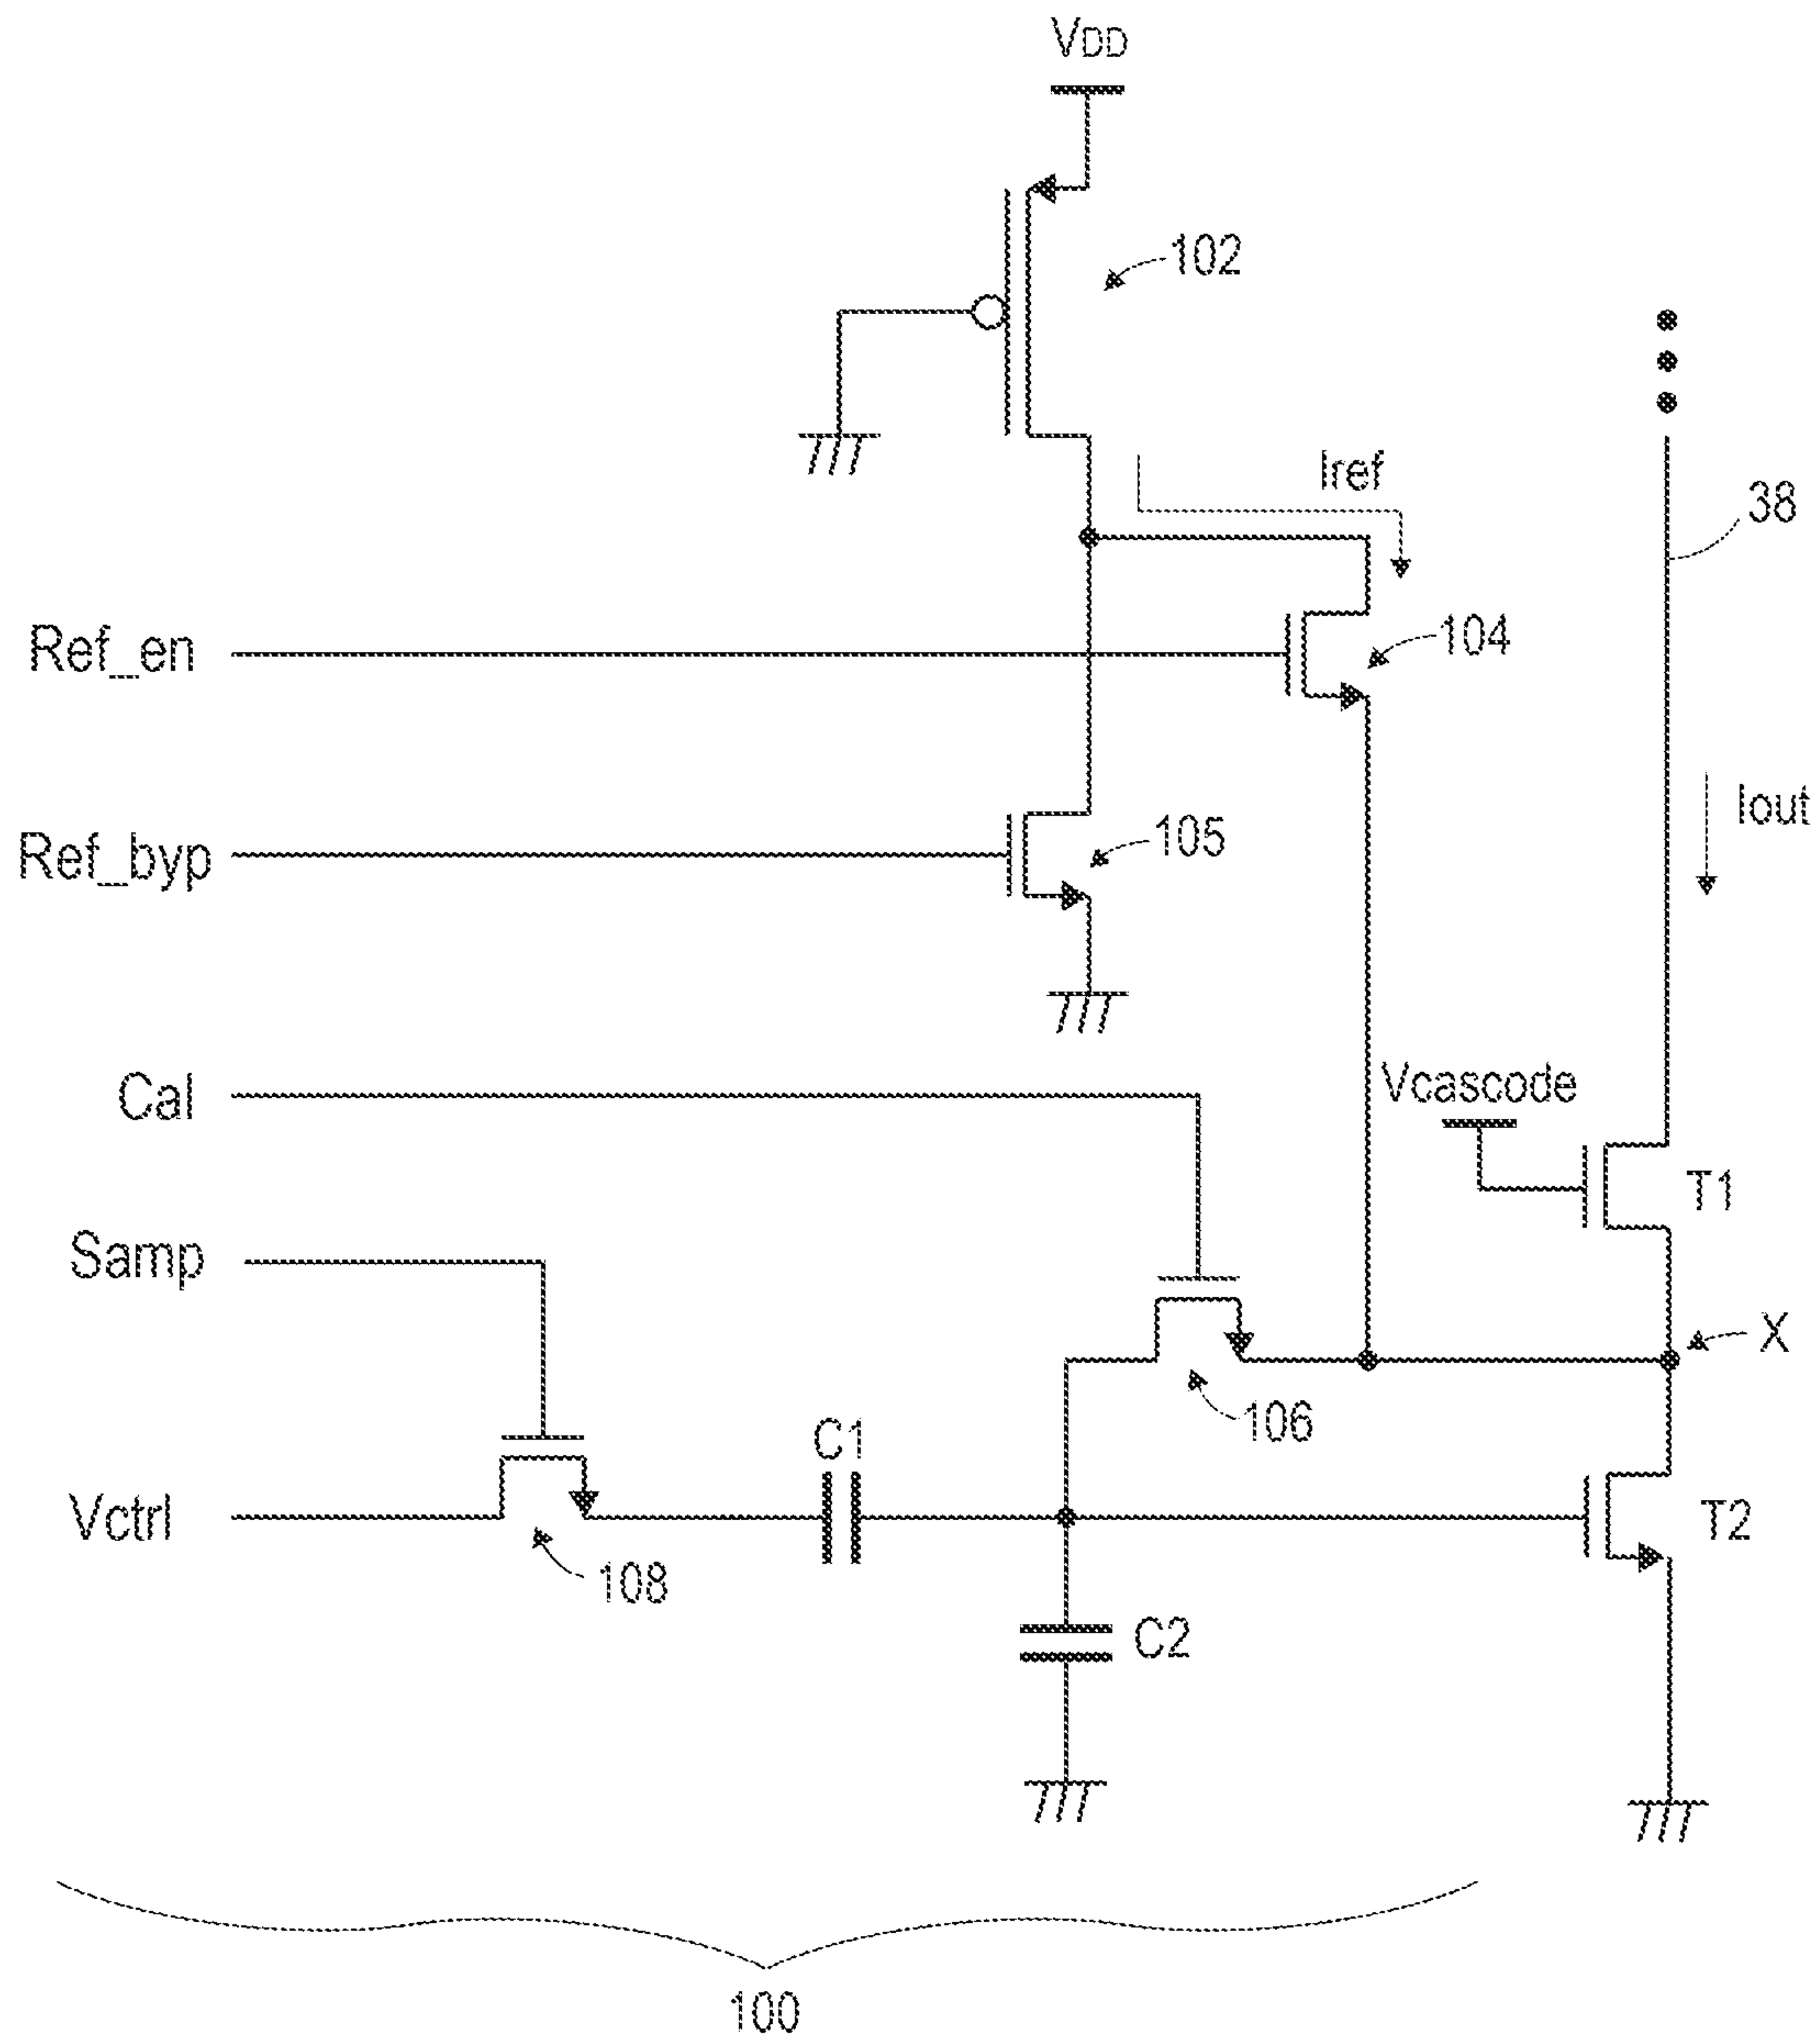 VDD
102
Iref
38
Ref_en
104
Ref_byp
105
Iout
Cal
Vcascode
T1
Samp
X
106
C1
Vctrl
T2
108
C2
100